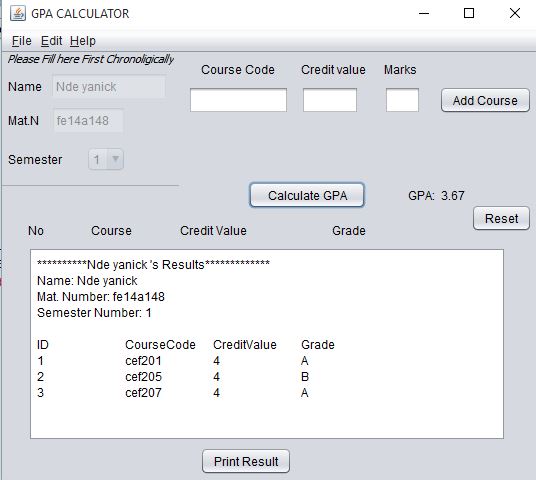 GPA CALCULATOR
File Edit Help
Please Fill here First Chronoligically
Course Code Credit value Marks
Name Nde yanick
Add Course
Mat.N fe14a148
Semester 1
Calculate GPA GPA: 3.67
Reset
No Course Credit Value Grade
**********Nde yanick 's Results*************
Name: Nde yanick
Mat. Number: fe14a148
Semester Number: 1
ID CourseCode CreditValue Grade
1 cef201 4 A
2 cef205 4 B
3 cef207 4 A
Print Result